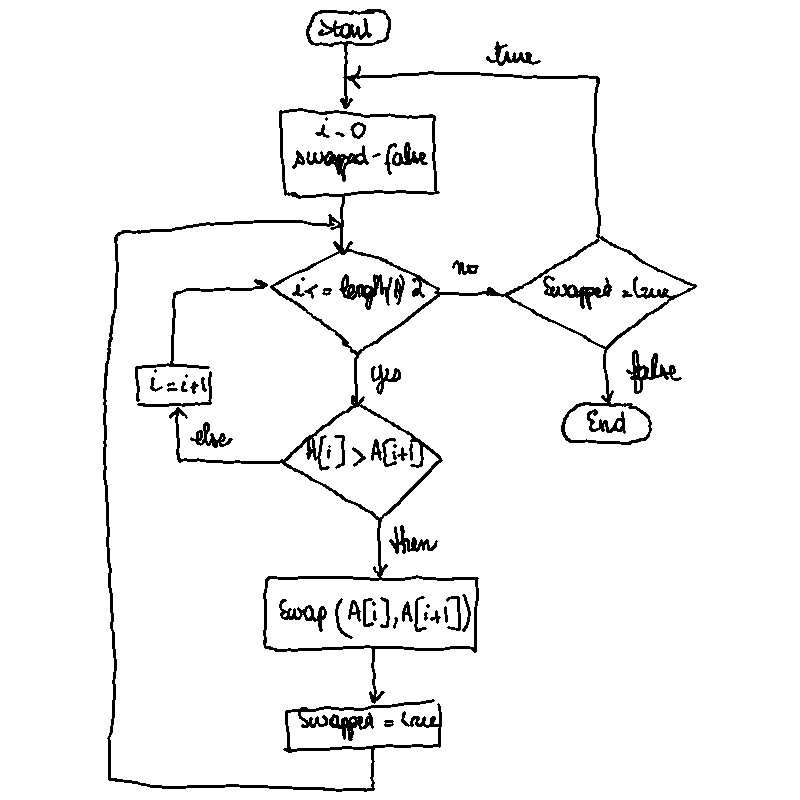 Start
true
i - 0
swaped - false
i <= length(A) 2
no
Swapped = true
yes
false
End
i = i+1
else
A[i] > A[i+1]
then
Swap (A[i], A[i+1])
Swapped = true